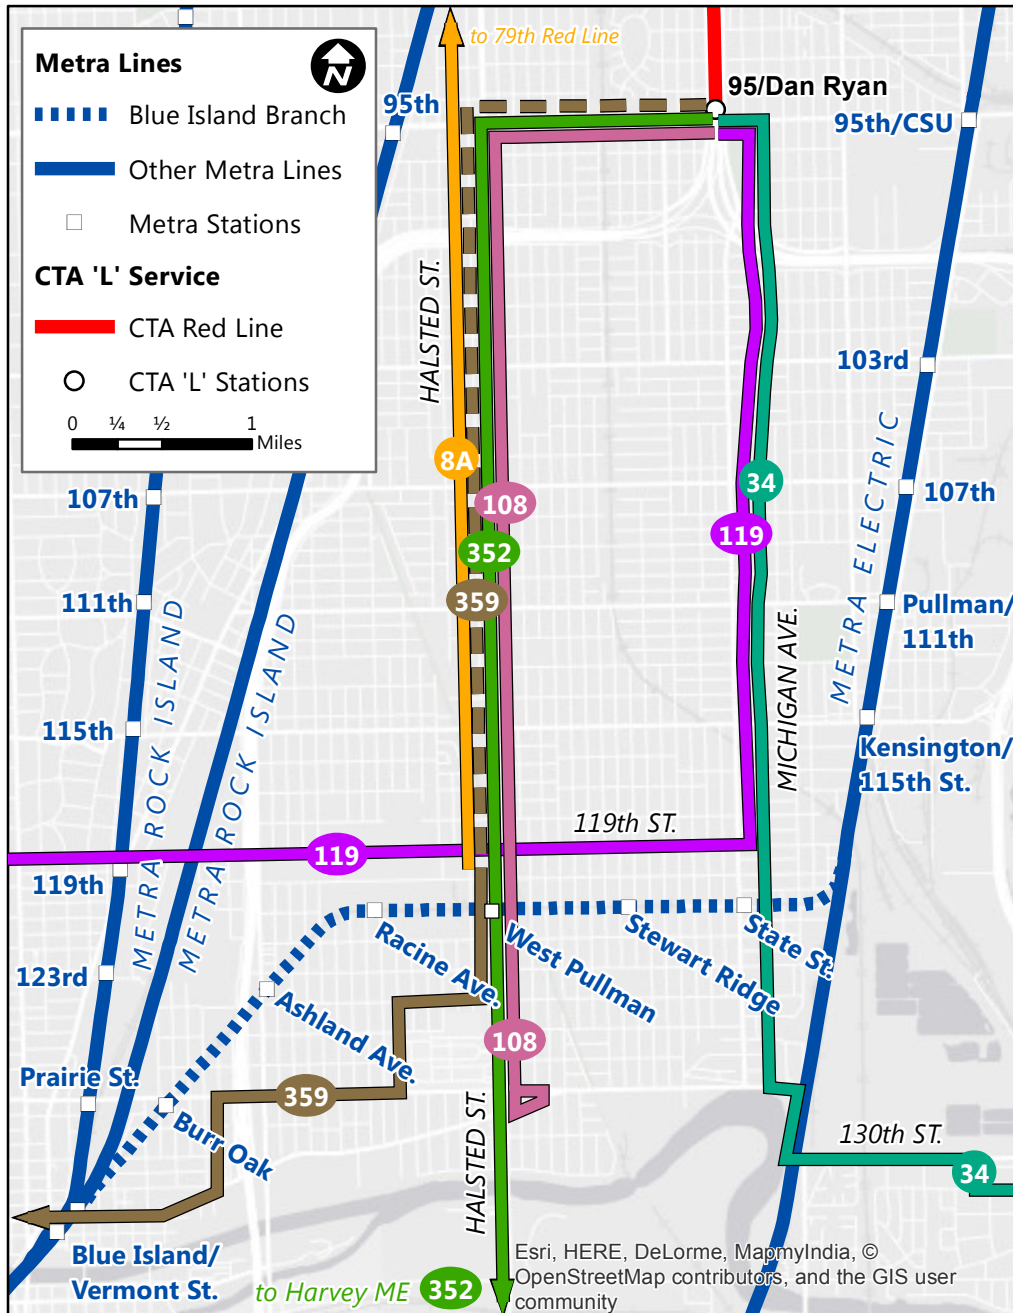 to 79th Red Line
Metra Lines
N
Blue Island Branch
Other Metra Lines
Metra Stations
CTA 'L' Service
CTA Red Line
CTA 'L' Stations
0 ¼ ½ 1
Miles
95th
95/Dan Ryan
95th/CSU
HALSTED ST.
103rd
8A
108
34
107th
107th
119
352
359
METRA ELECTRIC
111th
Pullman/
111th
METRA ROCK ISLAND
METRA ROCK ISLAND
MICHIGAN AVE.
115th
Kensington/
115th St.
119th ST.
119
119th
Racine Ave.
West Pullman
Stewart Ridge
State St.
123rd
Ashland Ave.
108
Prairie St.
359
Burr Oak
HALSTED ST.
130th ST.
34
Blue Island/
Vermont St.
to Harvey ME
352
Esri, HERE, DeLorme, MapmyIndia, ©
OpenStreetMap contributors, and the GIS user
community